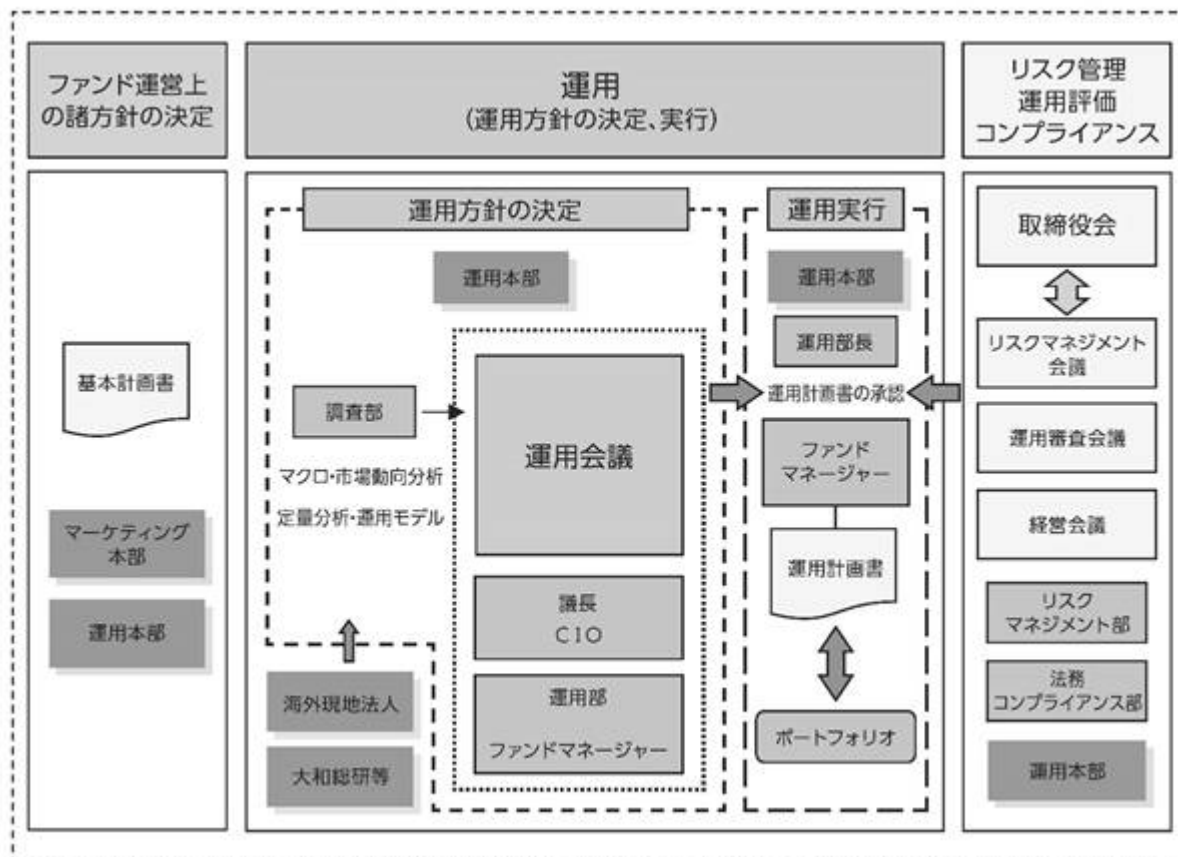 ファンド運営上
の諸方針の決定
運用
(運用方針の決定、実行)
リスク管理
運用評価
コンプライアンス
基本計画書
マーケティング
本部
運用本部
運用方針の決定
運用本部
調査部
マクロ・市場動向分析
定量分析・運用モデル
運用会議
議長
CIO
運用部
ファンドマネージャー
海外現地法人
大和総研等
運用実行
運用本部
運用部長
運用計画書の承認
ファンド
マネージャー
運用計画書
ポートフォリオ
取締役会
リスクマネジメント
会議
運用審査会議
経営会議
リスク
マネジメント部
法務
コンプライアンス部
運用本部